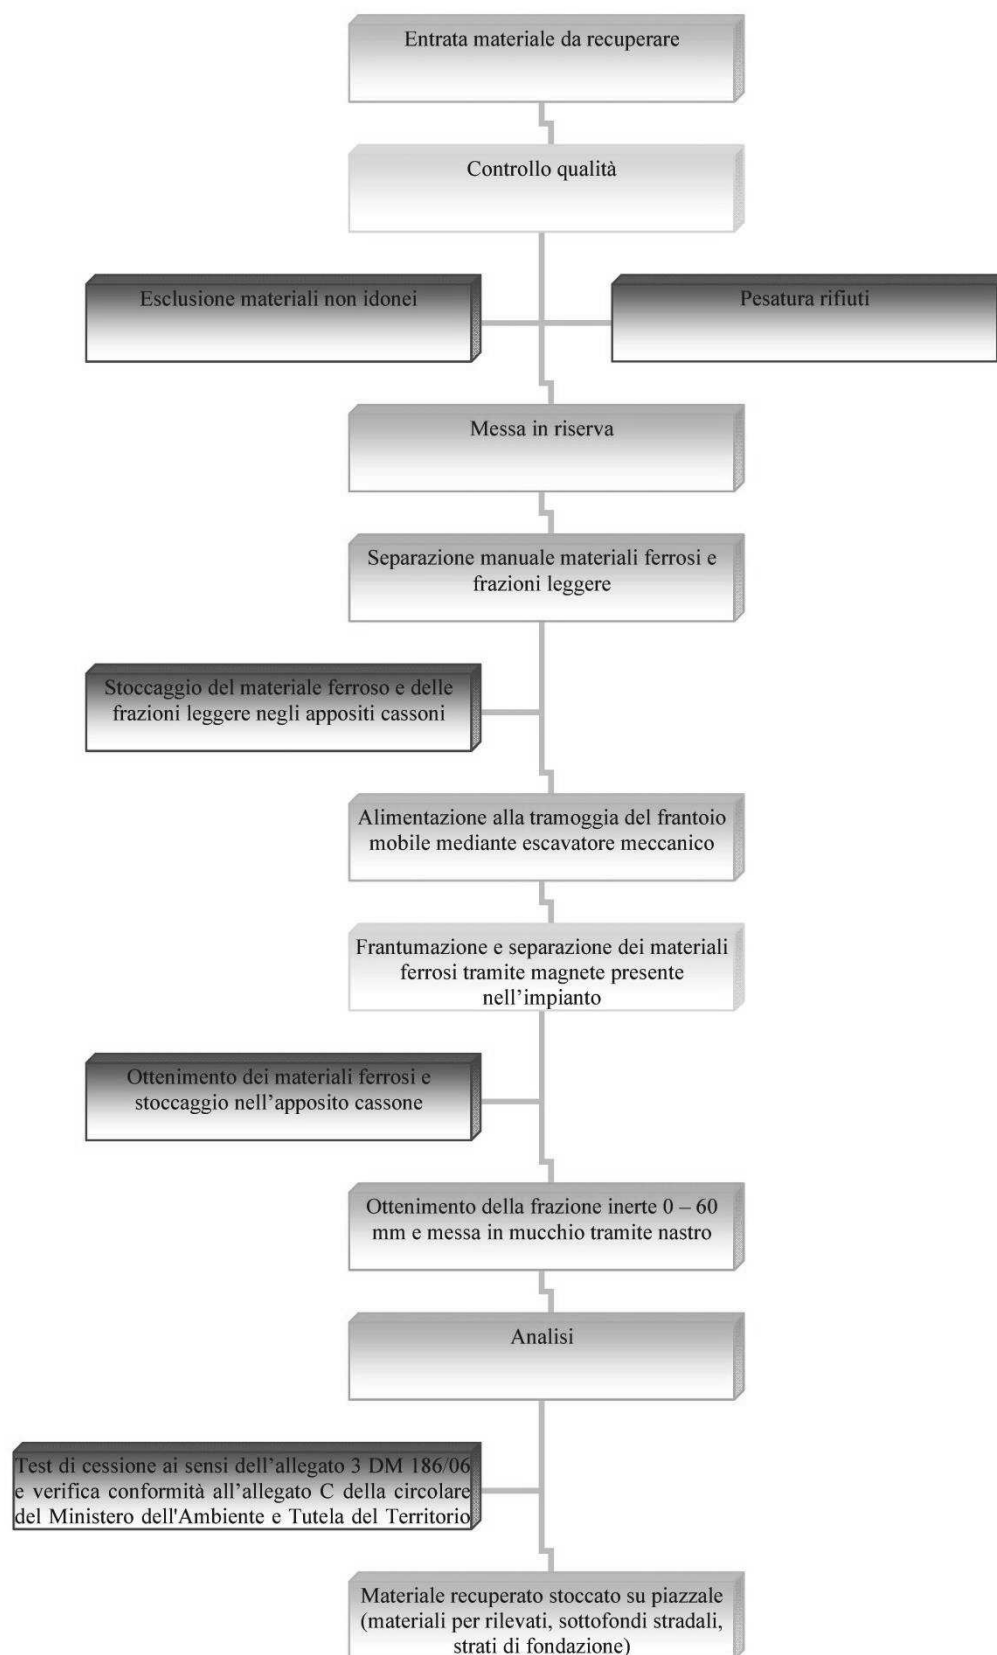 Entrata materiale da recuperare
Controllo qualità
Esclusione materiali non idonei
Pesatura rifiuti
Messa in riserva
Separazione manuale materiali ferrosi e
frazioni leggere
Stoccaggio del materiale ferroso e delle
frazioni leggere negli appositi cassoni
Alimentazione alla tramoggia del frantoio
mobile mediante escavatore meccanico
Frantumazione e separazione dei materiali
ferrosi tramite magnete presente
nell’impianto
Ottenimento dei materiali ferrosi e
stoccaggio nell’apposito cassone
Ottenimento della frazione inerte 0 – 60
mm e messa in mucchio tramite nastro
Analisi
Test di cessione ai sensi dell’allegato 3 DM 186/06
e verifica conformità all’allegato C della circolare
del Ministero dell'Ambiente e Tutela del Territorio
Materiale recuperato stoccato su piazzale
(materiali per rilevati, sottofondi stradali,
strati di fondazione)